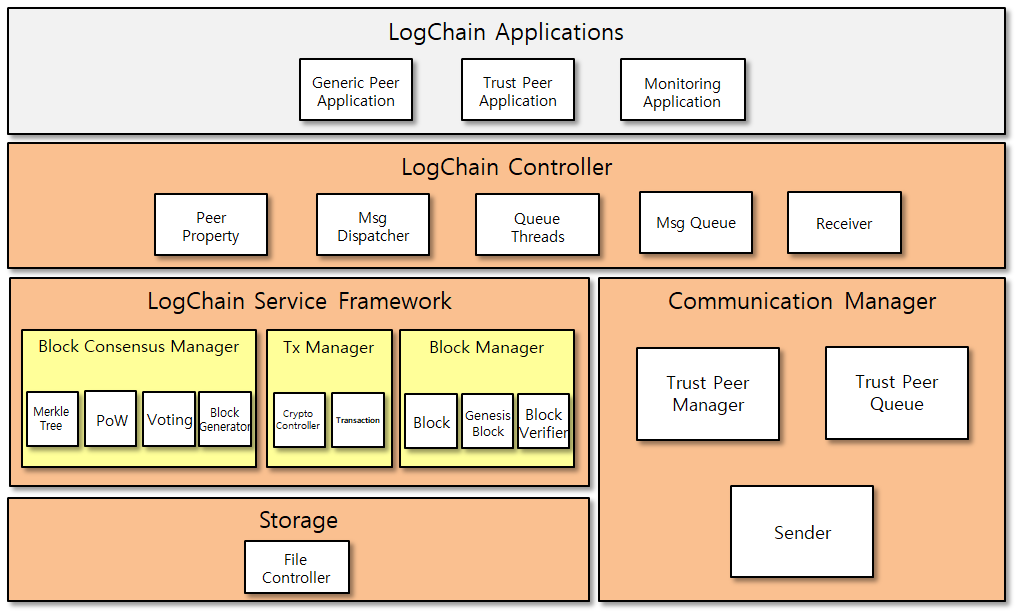 LogChain Applications
Generic Peer
Application
Trust Peer
Application
Monitoring
Application
LogChain Controller
Peer
Property
Msg
Dispatcher
Queue
Threads
Msg Queue
Receiver
LogChain Service Framework
Block Consensus Manager
Merkle
Tree
PoW
Voting
Block
Generator
Tx Manager
Crypto
Controller
Transaction
Block Manager
Block
Genesis
Block
Block
Verifier
Communication Manager
Trust Peer
Manager
Trust Peer
Queue
Sender
Storage
File
Controller